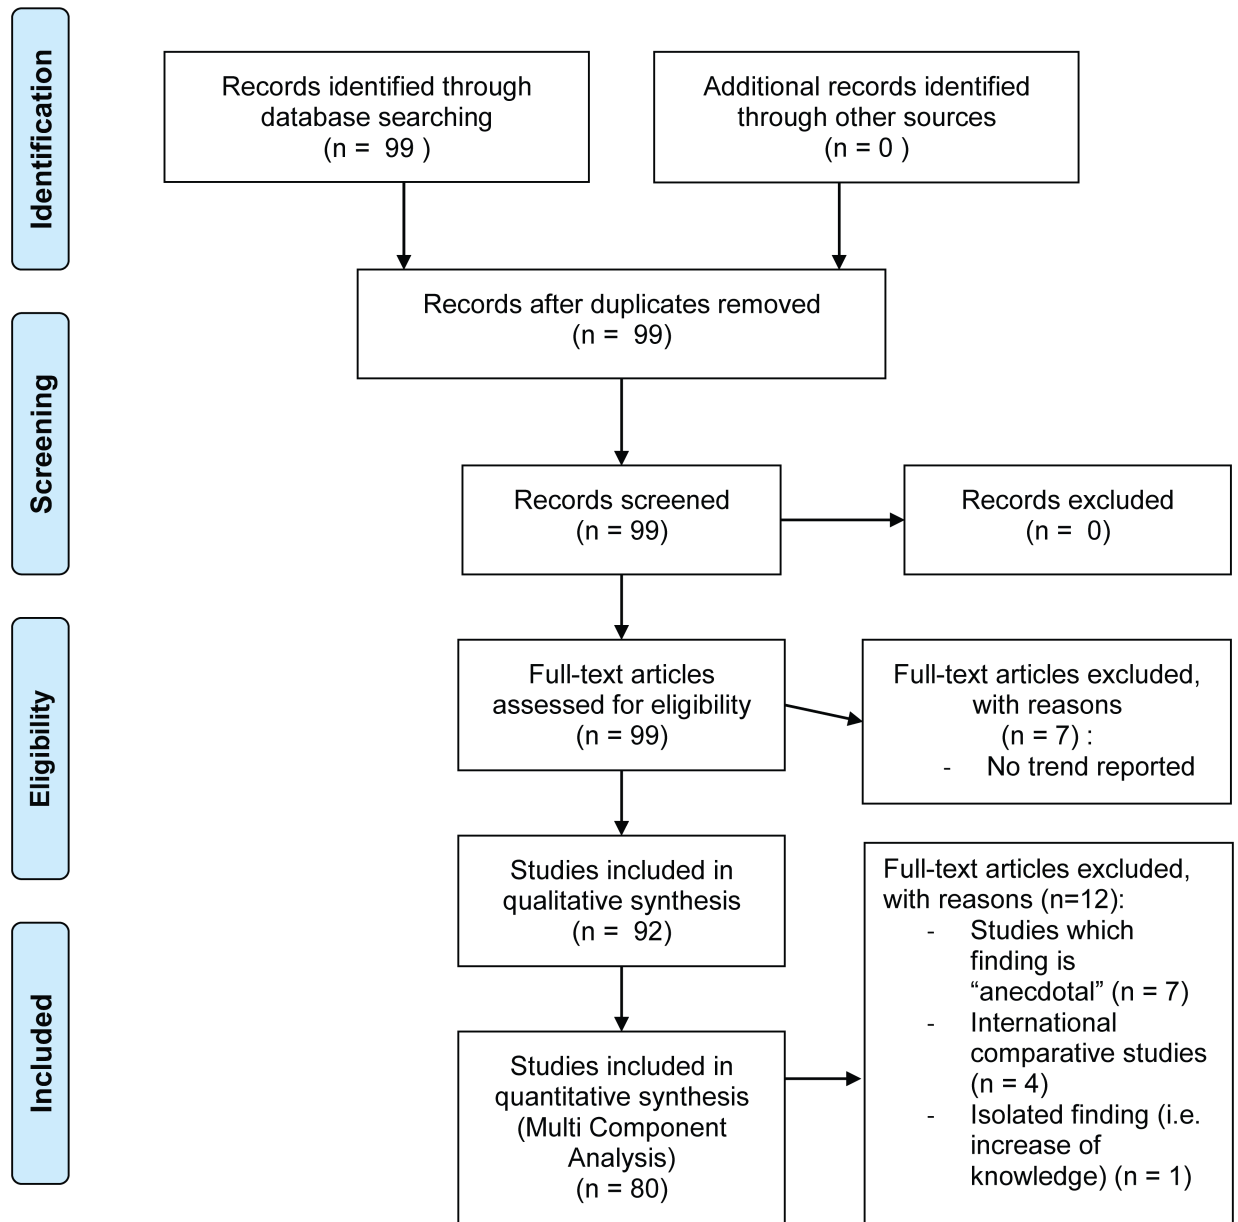 Identification
Records identified through
database searching
(n =  99 )
Additional records identified
through other sources
(n = 0 )
Records after duplicates removed
(n =  99)
Screening
Records screened
(n = 99)
Records excluded
(n =  0)
Eligibility
Full-text articles
assessed for eligibility
(n = 99)
Full-text articles excluded,
with reasons
(n = 7) :
- No trend reported
Studies included in
qualitative synthesis
(n =  92)
Included
Studies included in
quantitative synthesis
(Multi Component
Analysis)
(n = 80)
Full-text articles excluded,
with reasons (n=12):
- Studies which
finding is
“anecdotal” (n = 7)
- International
comparative studies
(n = 4)
- Isolated finding (i.e.
increase of
knowledge) (n = 1)